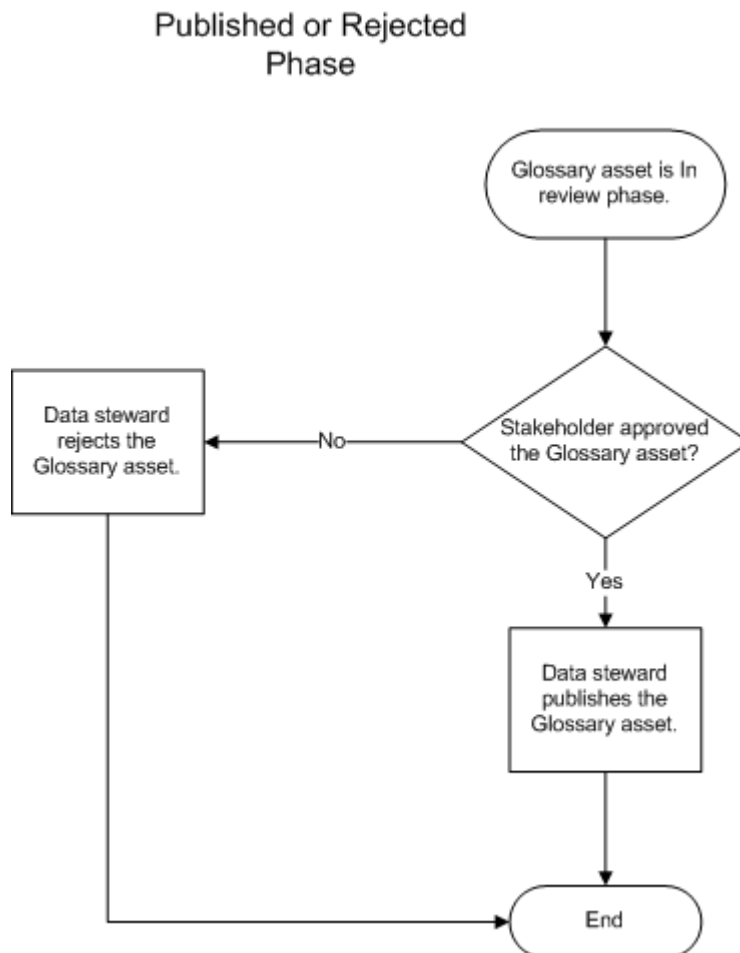 Published or Rejected
Phase
Glossary asset is In
review phase.
Stakeholder approved
the Glossary asset?
No
Data steward
rejects the
Glossary asset.
Yes
Data steward
publishes the
Glossary asset.
End